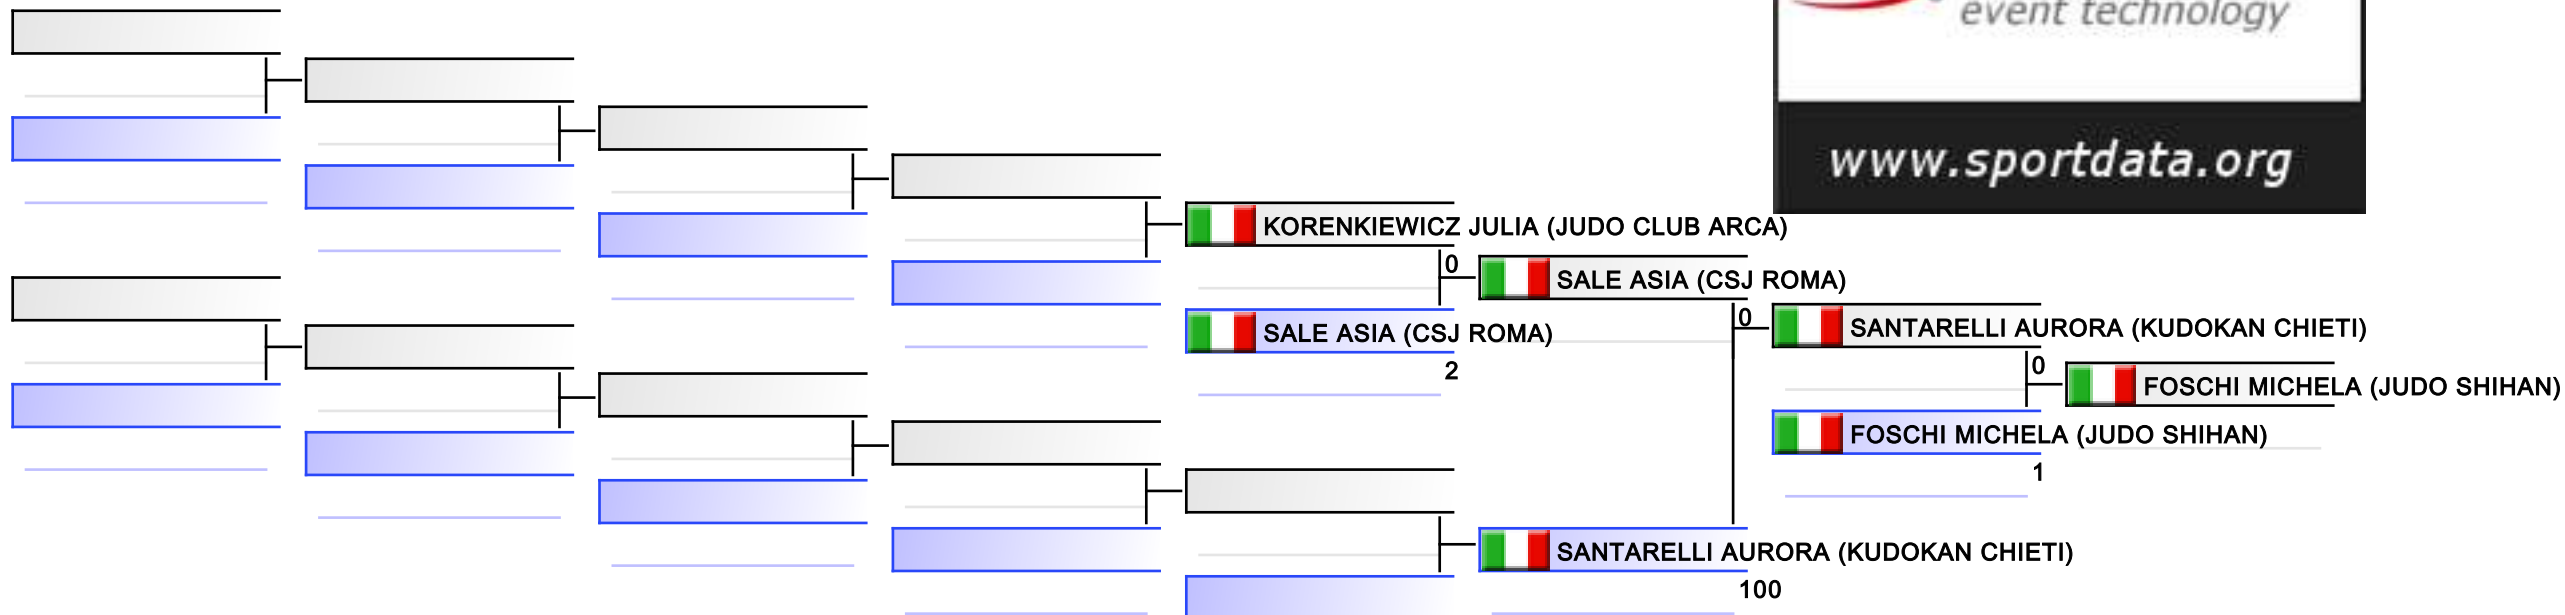 event technology
www.sportdata.org
KORENKIEWICZ JULIA (JUDO CLUB ARCA)
0
SALE ASIA (CSJ ROMA)
SALE ASIA (CSJ ROMA)
2
0
SANTARELLI AURORA (KUDOKAN CHIETI)
0
FOSCHI MICHELA (JUDO SHIHAN)
FOSCHI MICHELA (JUDO SHIHAN)
1
SANTARELLI AURORA (KUDOKAN CHIETI)
100